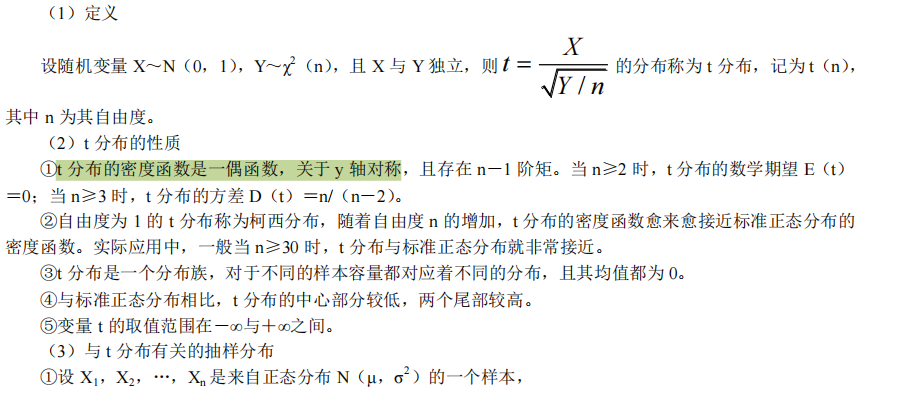 （1）定义
设随机变量 X～N（0，1），Y～χ²（n），且 X 与 Y 独立，则 t = X / √(Y / n) 的分布称为 t 分布，记为 t（n），
其中 n 为其自由度。
（2）t 分布的性质
①t 分布的密度函数是一偶函数，关于 y 轴对称，且存在 n－1 阶矩。当 n≥2 时，t 分布的数学期望 E（t）
＝0；当 n≥3 时，t 分布的方差 D（t）＝n/（n－2）。
②自由度为 1 的 t 分布称为柯西分布，随着自由度 n 的增加，t 分布的密度函数愈来愈接近标准正态分布的
密度函数。实际应用中，一般当 n≥30 时，t 分布与标准正态分布就非常接近。
③t 分布是一个分布族，对于不同的样本容量都对应着不同的分布，且其均值都为 0。
④与标准正态分布相比，t 分布的中心部分较低，两个尾部较高。
⑤变量 t 的取值范围在－∞与＋∞之间。
（3）与 t 分布有关的抽样分布
①设 X₁，X₂，…，Xₙ 是来自正态分布 N（μ，σ²）的一个样本，